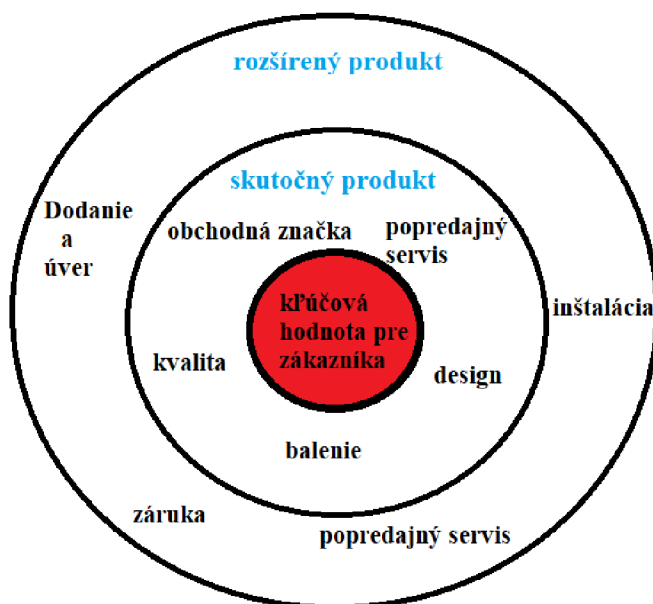 rozšírený produkt
skutočný produkt
Dodanie
a
úver
obchodná značka
popredajný
servis
kľúčová
hodnota pre
zákazníka
inštalácia
kvalita
design
balenie
záruka
popredajný servis